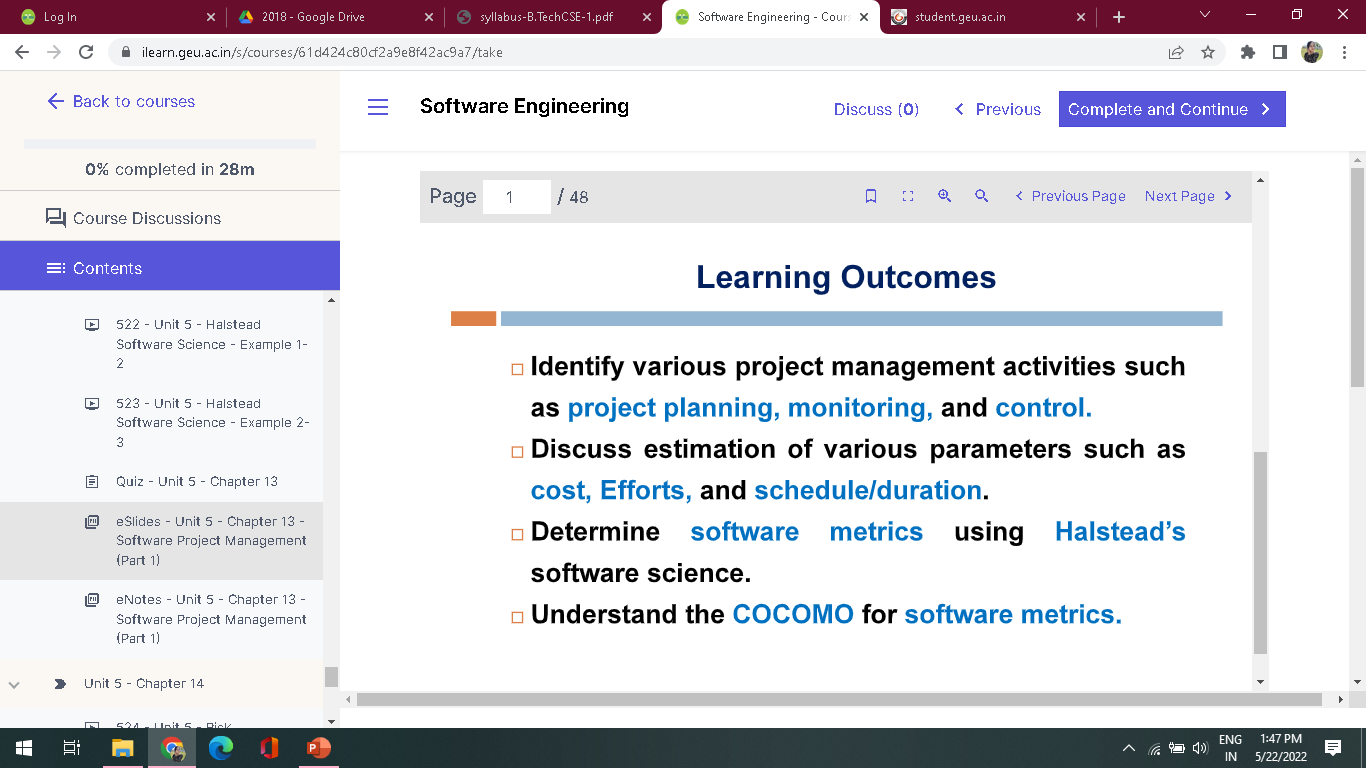 Log In
2018 - Google Drive
syllabus-B.TechCSE-1.pdf
Software Engineering - Cour
student.geu.ac.in
ilearn.geu.ac.in/s/courses/61d424c80cf2a9e8f42ac9a7/take
Back to courses
0% completed in 28m
Course Discussions
Contents
522 - Unit 5 - Halstead
Software Science - Example 1-
2
523 - Unit 5 - Halstead
Software Science - Example 2-
3
Quiz - Unit 5 - Chapter 13
eSlides - Unit 5 - Chapter 13 -
Software Project Management
(Part 1)
eNotes - Unit 5 - Chapter 13 -
Software Project Management
(Part 1)
Unit 5 - Chapter 14
524 - Unit 5 - Risk
Software Engineering
Discuss (0)
Previous
Complete and Continue
Page 1 / 48
Previous Page
Next Page
Learning Outcomes
Identify various project management activities such
as project planning, monitoring, and control.
Discuss estimation of various parameters such as
cost, Efforts, and schedule/duration.
Determine software metrics using Halstead’s
software science.
Understand the COCOMO for software metrics.
ENG
IN
1:47 PM
5/22/2022